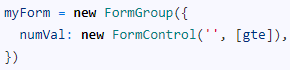 myForm = new FormGroup({
  numVal: new FormControl('', [gte]),
})